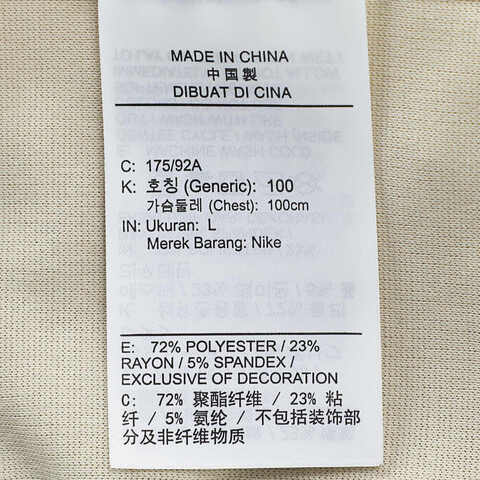 MADE IN CHINA
中国製
DIBUAT DI CINA
C: 175/92A
K: 호칭 (Generic): 100
가슴둘레 (Chest): 100cm
IN: Ukuran: L
Merek Barang: Nike
E: 72% POLYESTER / 23%
RAYON / 5% SPANDEX /
EXCLUSIVE OF DECORATION
C: 72% 聚酯纤维 / 23% 粘
纤 / 5% 氨纶 / 不包括装饰部
分及非纤维物质